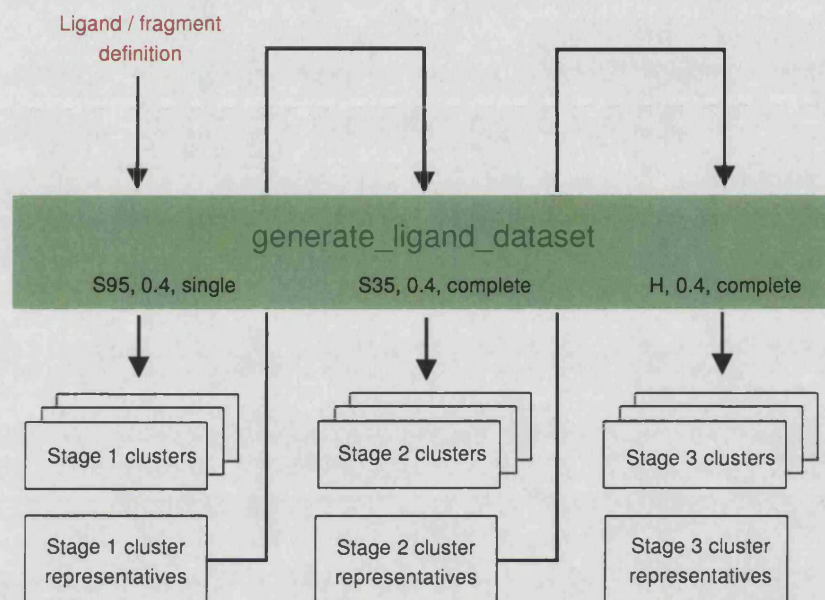 Ligand / fragment
definition
generate_ligand_dataset
S95, 0.4, single
S35, 0.4, complete
H, 0.4, complete
Stage 1 clusters
Stage 2 clusters
Stage 3 clusters
Stage 1 cluster
representatives
Stage 2 cluster
representatives
Stage 3 cluster
representatives